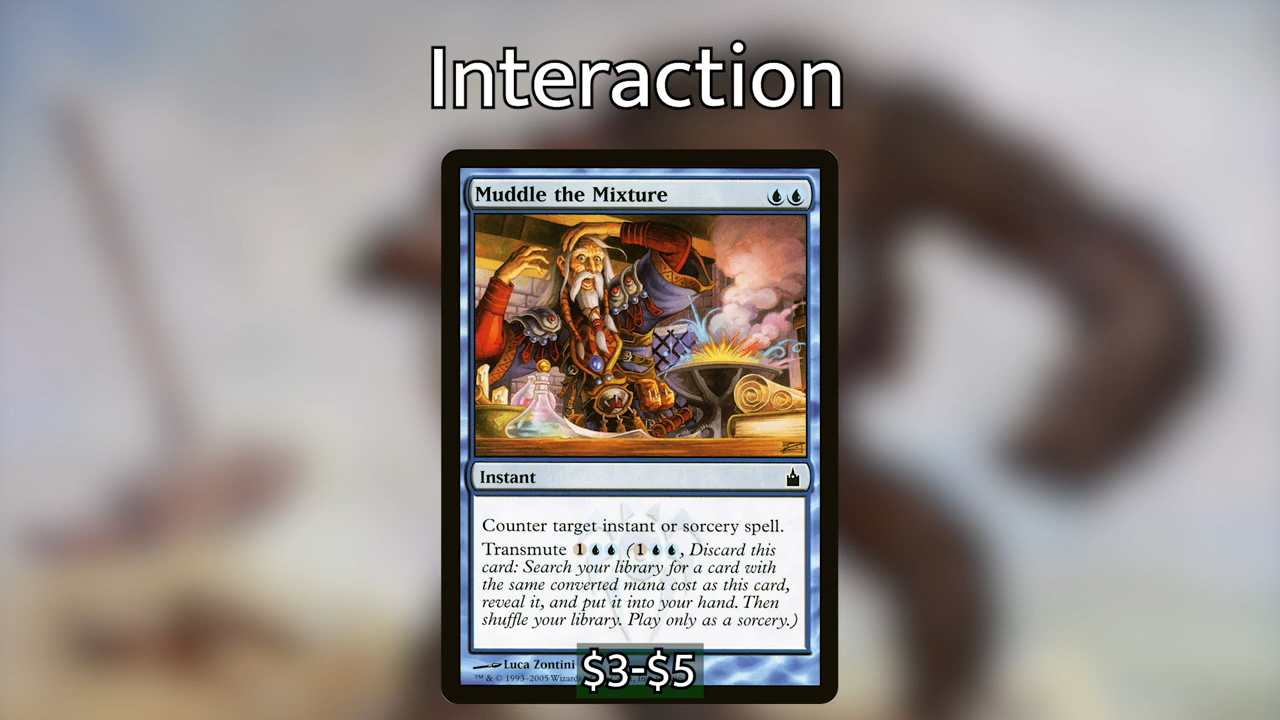 Interaction
Muddle the Mixture
Instant
Counter target instant or sorcery spell.
Transmute 1 (1 , Discard this
card: Search your library for a card with
the same converted mana cost as this card,
reveal it, and put it into your hand. Then
shuffle your library. Play only as a sorcery.)
Luca Zontini
™ & © 1993–2005 Wizards
$3-$5